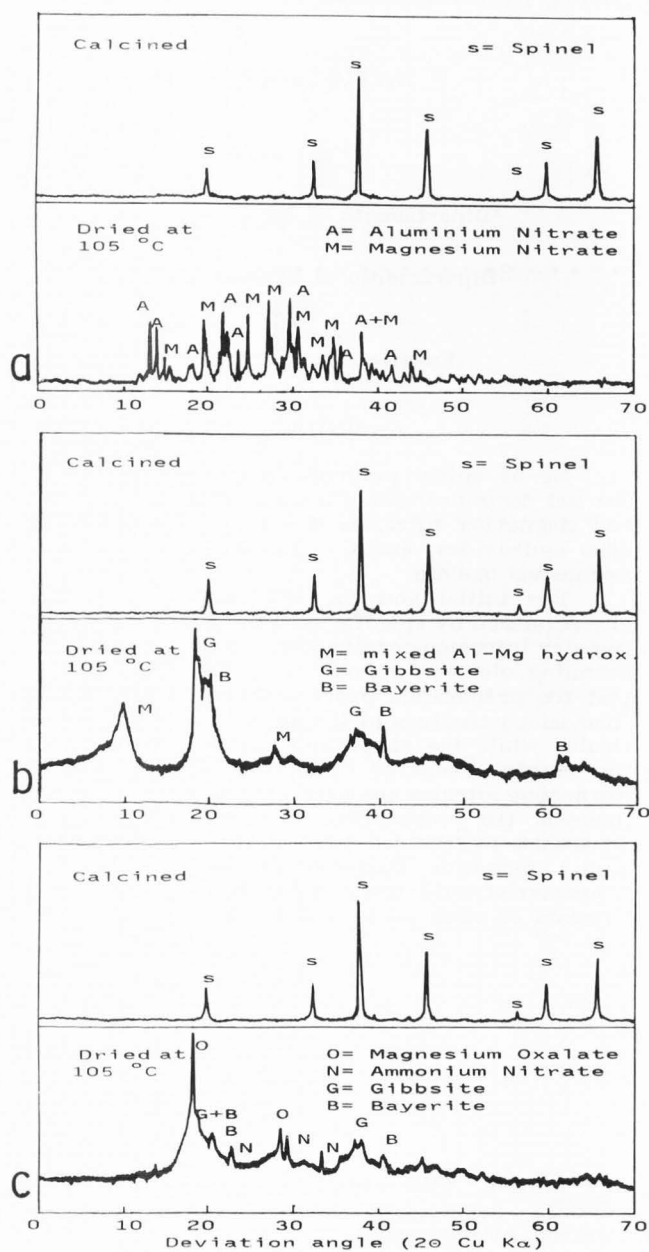 Calcined s= Spinel
s s s s s s s
Dried at A= Aluminium Nitrate
105 °C M= Magnesium Nitrate
A A M M A A A M M M A M M A A+M A M
a
0 10 20 30 40 50 60 70
Calcined s= Spinel
s s s s s s s
Dried at M= mixed Al-Mg hydrox.
105 °C G= Gibbsite
B= Bayerite
M G B M G B B
b
0 10 20 30 40 50 60 70
Calcined s= Spinel
s s s s s s s
Dried at O= Magnesium Oxalate
105 °C N= Ammonium Nitrate
G= Gibbsite
B= Bayerite
O G+B B N O N G N B
c
0 10 20 30 40 50 60 70
Deviation angle (2Θ Cu Kα)